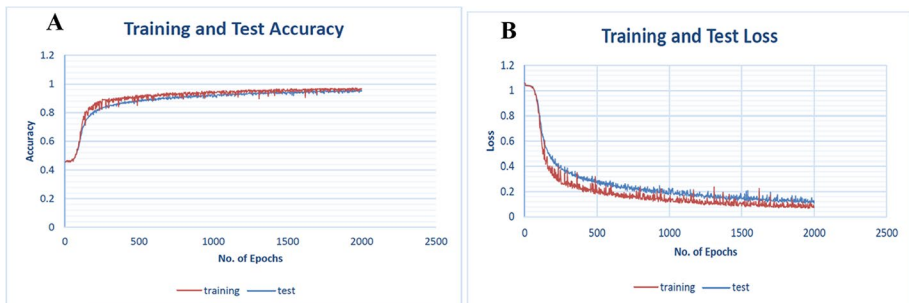 A
Training and Test Accuracy
1.2
1
0.8
0.6
0.4
0.2
0
Accuracy
0 500 1000 1500 2000 2500
No. of Epochs
training test
B
Training and Test Loss
1.2
1
0.8
0.6
0.4
0.2
0
Loss
0 500 1000 1500 2000 2500
No. of Epochs
training test